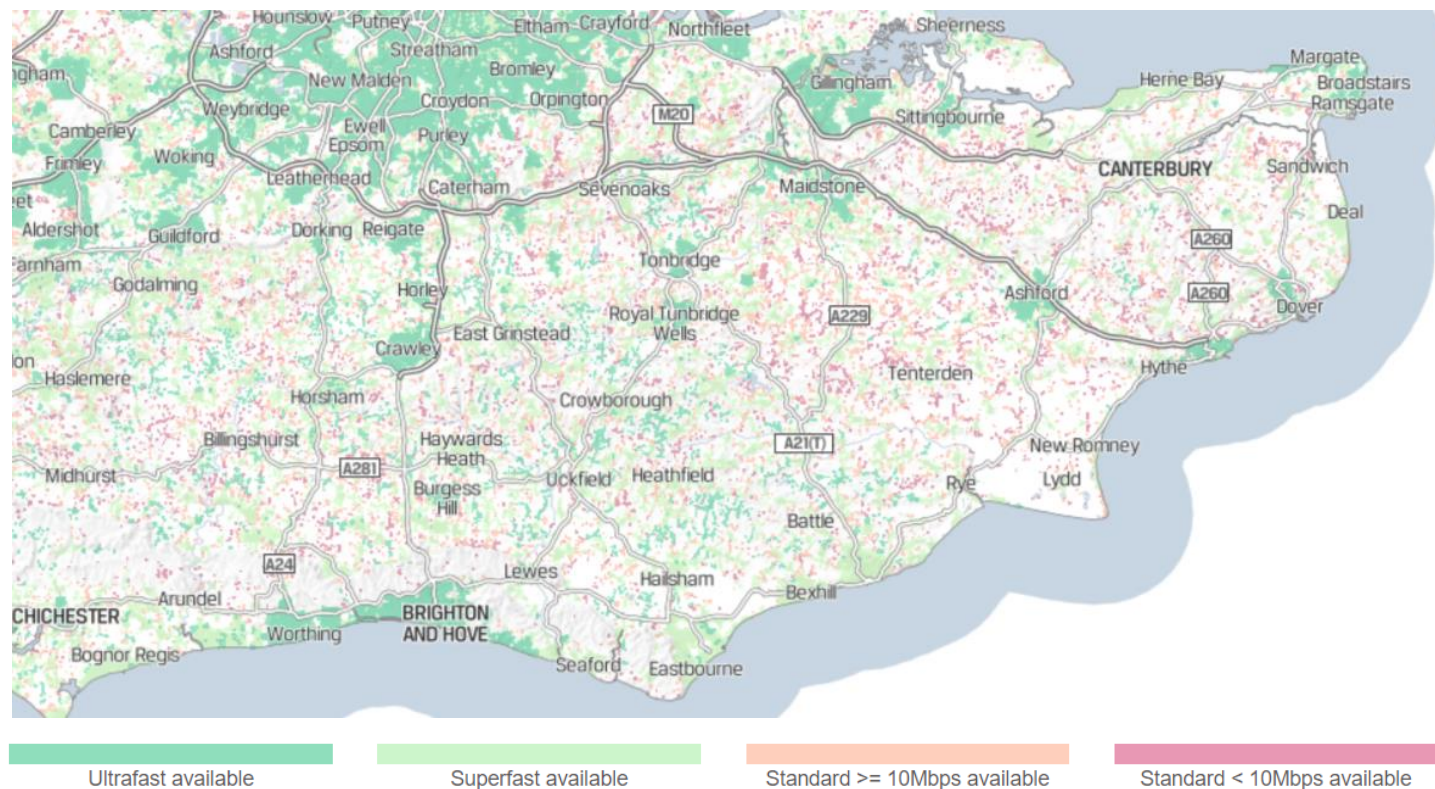 Hounslow Putney Eltham Crayford Northfleet Sheerness
Ashford Streatham Margate
ngham New Malden Bromley Gillingham Herne Bay Broadstairs
Weybridge Croydon Orpington M20 Sittingbourne Ramsgate
Camberley Ewell Purley
Frimley Woking Epsom CANTERBURY Sandwich
Leatherhead Caterham Sevenoaks Maidstone
eet
Aldershot Guildford Dorking Reigate Deal
Farnham Tonbridge A260
Godalming Horley Ashford A260
Royal Tunbridge A229 Dover
Wells
East Grinstead
don Crawley
Haslemere Tenterden Hythe
Horsham Crowborough
Billingshurst Haywards A21(T) New Romney
Heath
Midhurst A281 Uckfield Heathfield Rye Lydd
Burgess
Hill
Battle
A24 Lewes Hailsham
Arundel Bexhill
CHICHESTER BRIGHTON
AND HOVE
Worthing
Bognor Regis Seaford Eastbourne
Ultrafast available Superfast available Standard >= 10Mbps available Standard < 10Mbps available